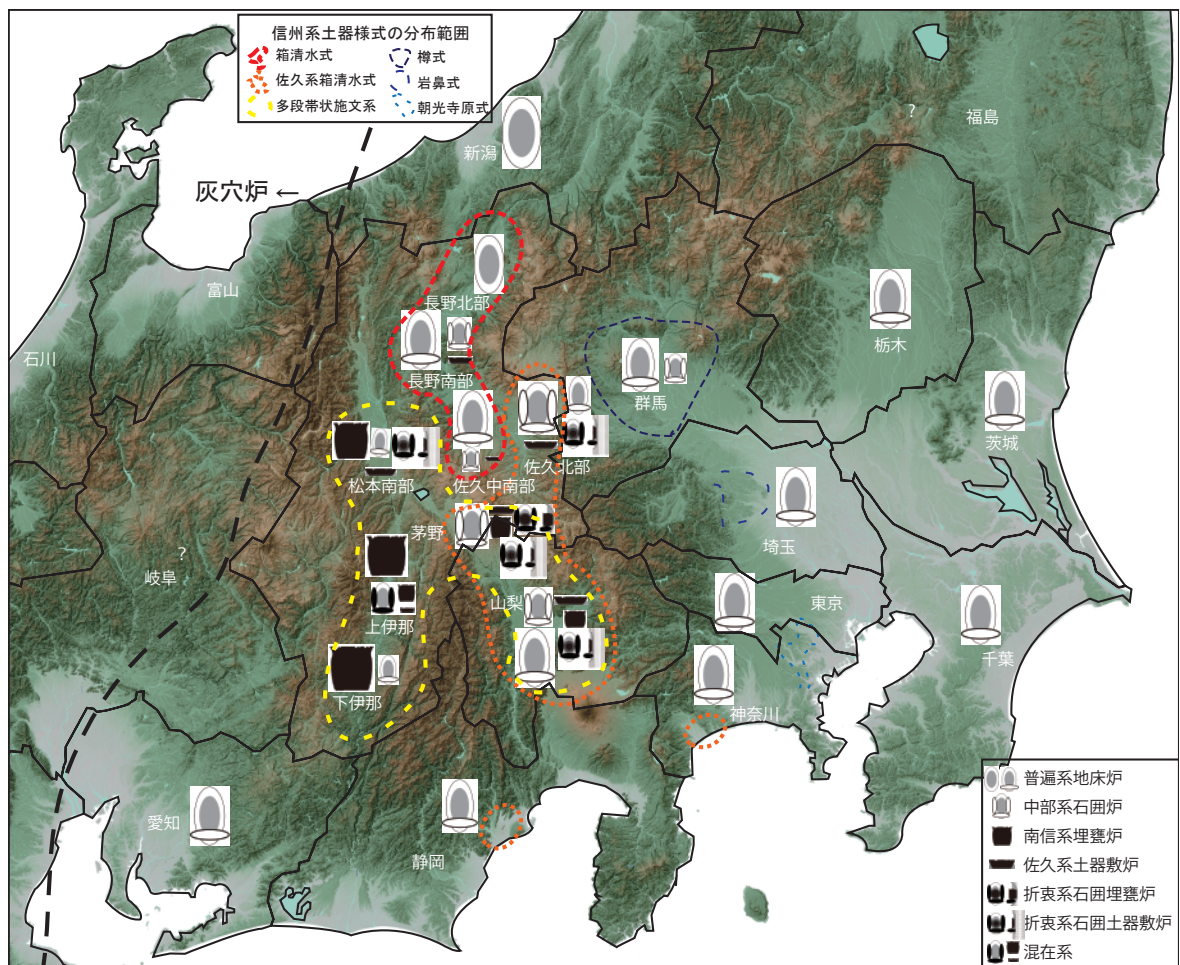 信州系土器様式の分布範囲
箱清水式
樽式
佐久系箱清水式
岩鼻式
多段帯状施文系
朝光寺原式
?
福島
新潟
灰穴炉 ←
富山
長野北部
栃木
石川
長野南部
群馬
茨城
松本南部
佐久中南部
佐久北部
茅野
埼玉
?
岐阜
山梨
東京
上伊那
千葉
下伊那
神奈川
愛知
静岡
普遍系地床炉
中部系石囲炉
南信系埋甕炉
佐久系土器敷炉
折衷系石囲埋甕炉
折衷系石囲土器敷炉
混在系